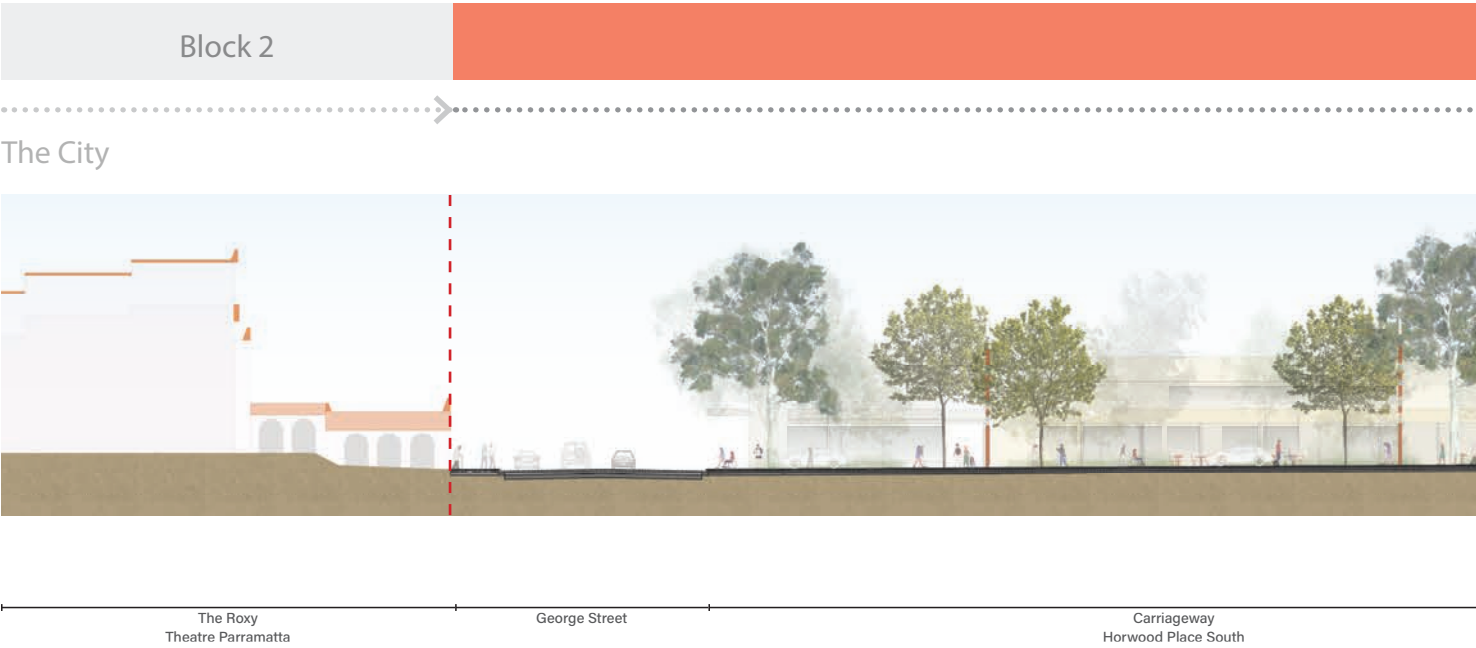 Block 2
The City
The Roxy
Theatre Parramatta
George Street
Carriageway
Horwood Place South